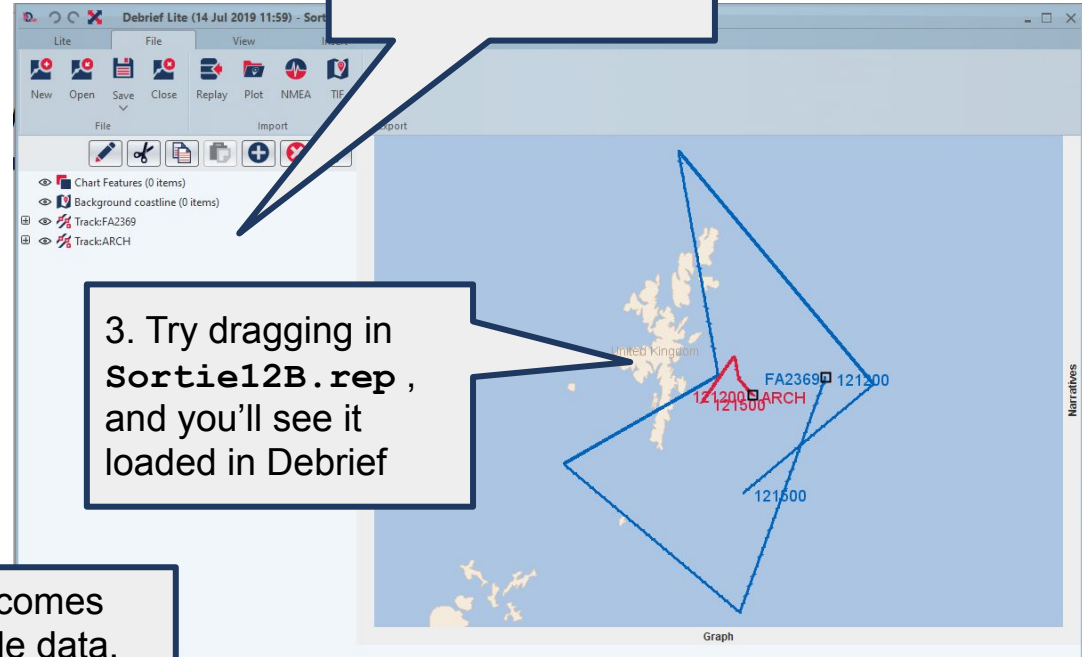 Debrief Lite (14 Jul 2019 11:59) - Sort
Lite File View
New Open Save Close Replay Plot NMEA TIF
File Import Export
Chart Features (0 items)
Background coastline (0 items)
Track:FA2369
Track:ARCH
3. Try dragging in
Sortie12B.rep ,
and you’ll see it
loaded in Debrief
United Kingdom
FA2369 121200
121200 ARCH
121500
121500
Narratives
Graph
comes
le data.